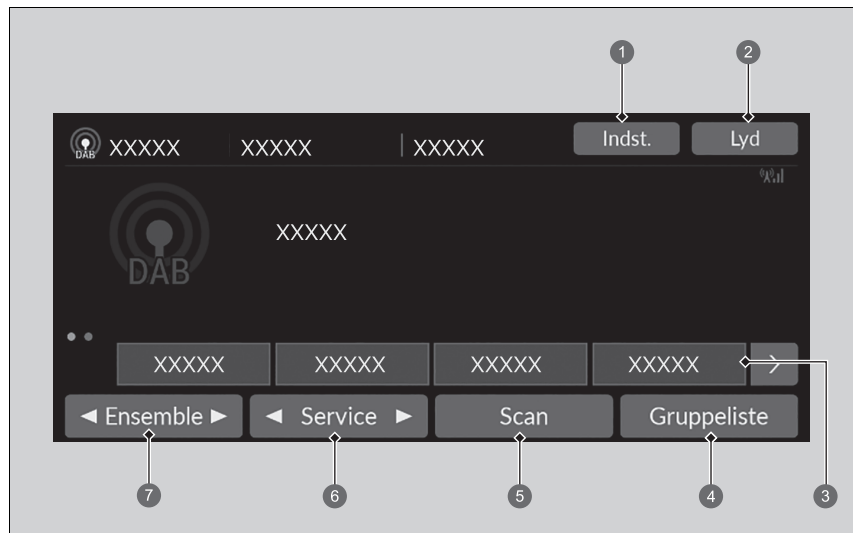 1 2
DAB XXXXX XXXXX XXXXX Indst. Lyd
DAB XXXXX
XXXXX XXXXX XXXXX XXXXX >
◄ Ensemble ► ◄ Service ► Scan Gruppeliste
7 6 5 4 3